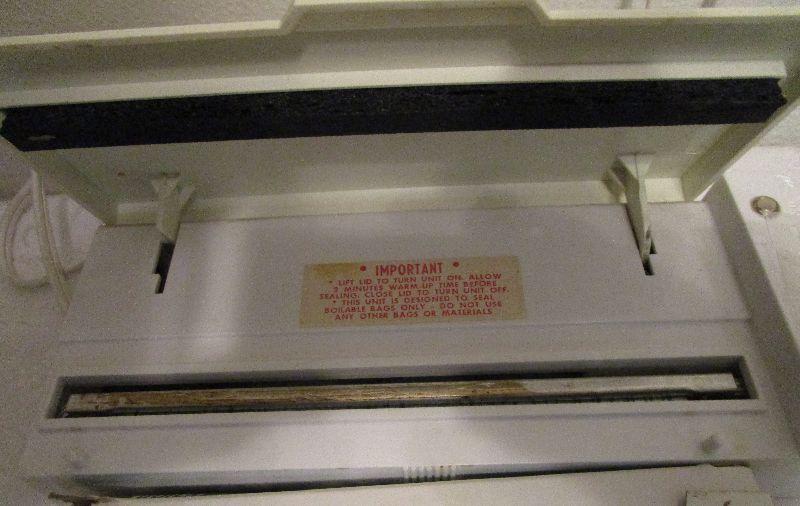 • IMPORTANT •
• LIFT LID TO TURN UNIT ON. ALLOW
2 MINUTES WARM-UP TIME BEFORE
SEALING. CLOSE LID TO TURN UNIT OFF.
• THIS UNIT IS DESIGNED TO SEAL
BOILABLE BAGS ONLY - DO NOT USE
ANY OTHER BAGS OR MATERIALS